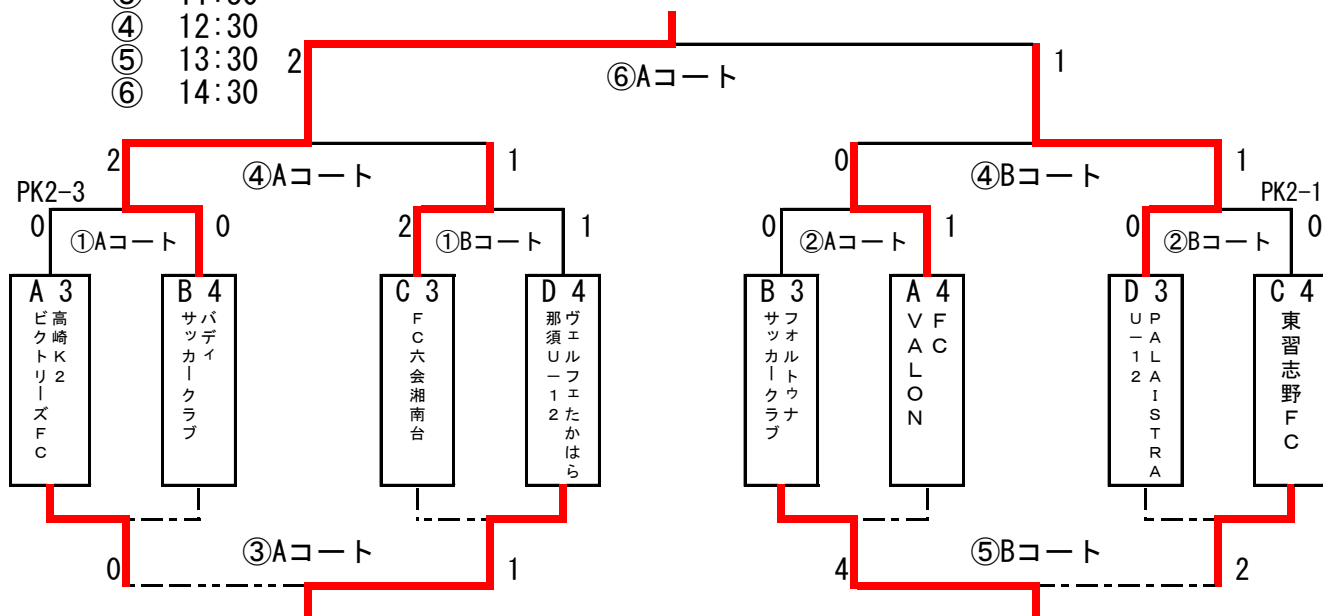 ④ 12:30
⑤ 13:30
⑥ 14:30
2
⑥Aコート
1
2
④Aコート
1
0
④Bコート
1
PK2-3
PK2-1
0
①Aコート
0
2
①Bコート
1
0
②Aコート
1
0
②Bコート
0
A 3
高崎K2
ビクトリーズFC
B 4
バディ
サッカークラブ
C 3
FC六会湘南台
D 4
ヴェルフェたかはら
那須U-12
B 3
フォルトゥナ
サッカークラブ
A 4
FC
VALON
D 3
PALAISTRA
U-12
C 4
東習志野FC
0
③Aコート
1
4
⑤Bコート
2